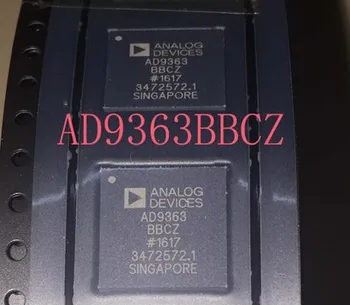 ANALOG
DEVICES
AD9363
BBCZ
#1617
3472572.1
SINGAPORE
AD9363BBCZ
ANALOG
DEVICES
AD9363
BBCZ
#1617
3472572.1
SINGAPORE